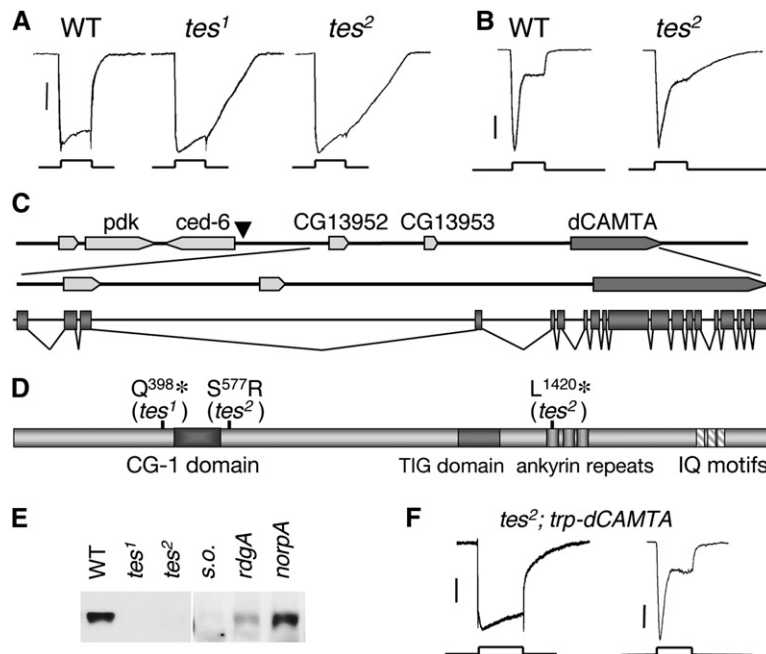 A WT tes¹ tes²
B WT tes²
C
pdk ced-6 CG13952 CG13953 dCAMTA
D Q³⁹⁸* S⁵⁷⁷R L¹⁴²⁰*
(tes¹) (tes²) (tes²)
CG-1 domain TIG domain ankyrin repeats IQ motifs
E WT tes¹ tes² s.o. rdgA norpA
F tes²; trp-dCAMTA